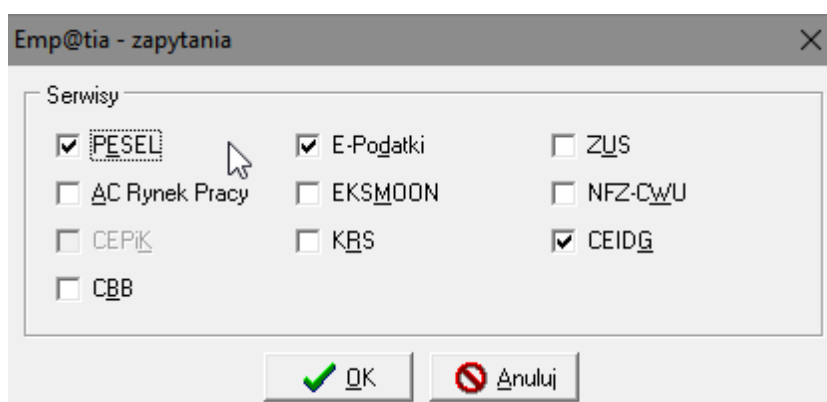 Emp@tia - zapytania
Serwisy
PESEL E-Podatki ZUS
AC Rynek Pracy EKSMOON NFZ-CWU
CEPiK KRS CEIDG
CBB
OK Anuluj